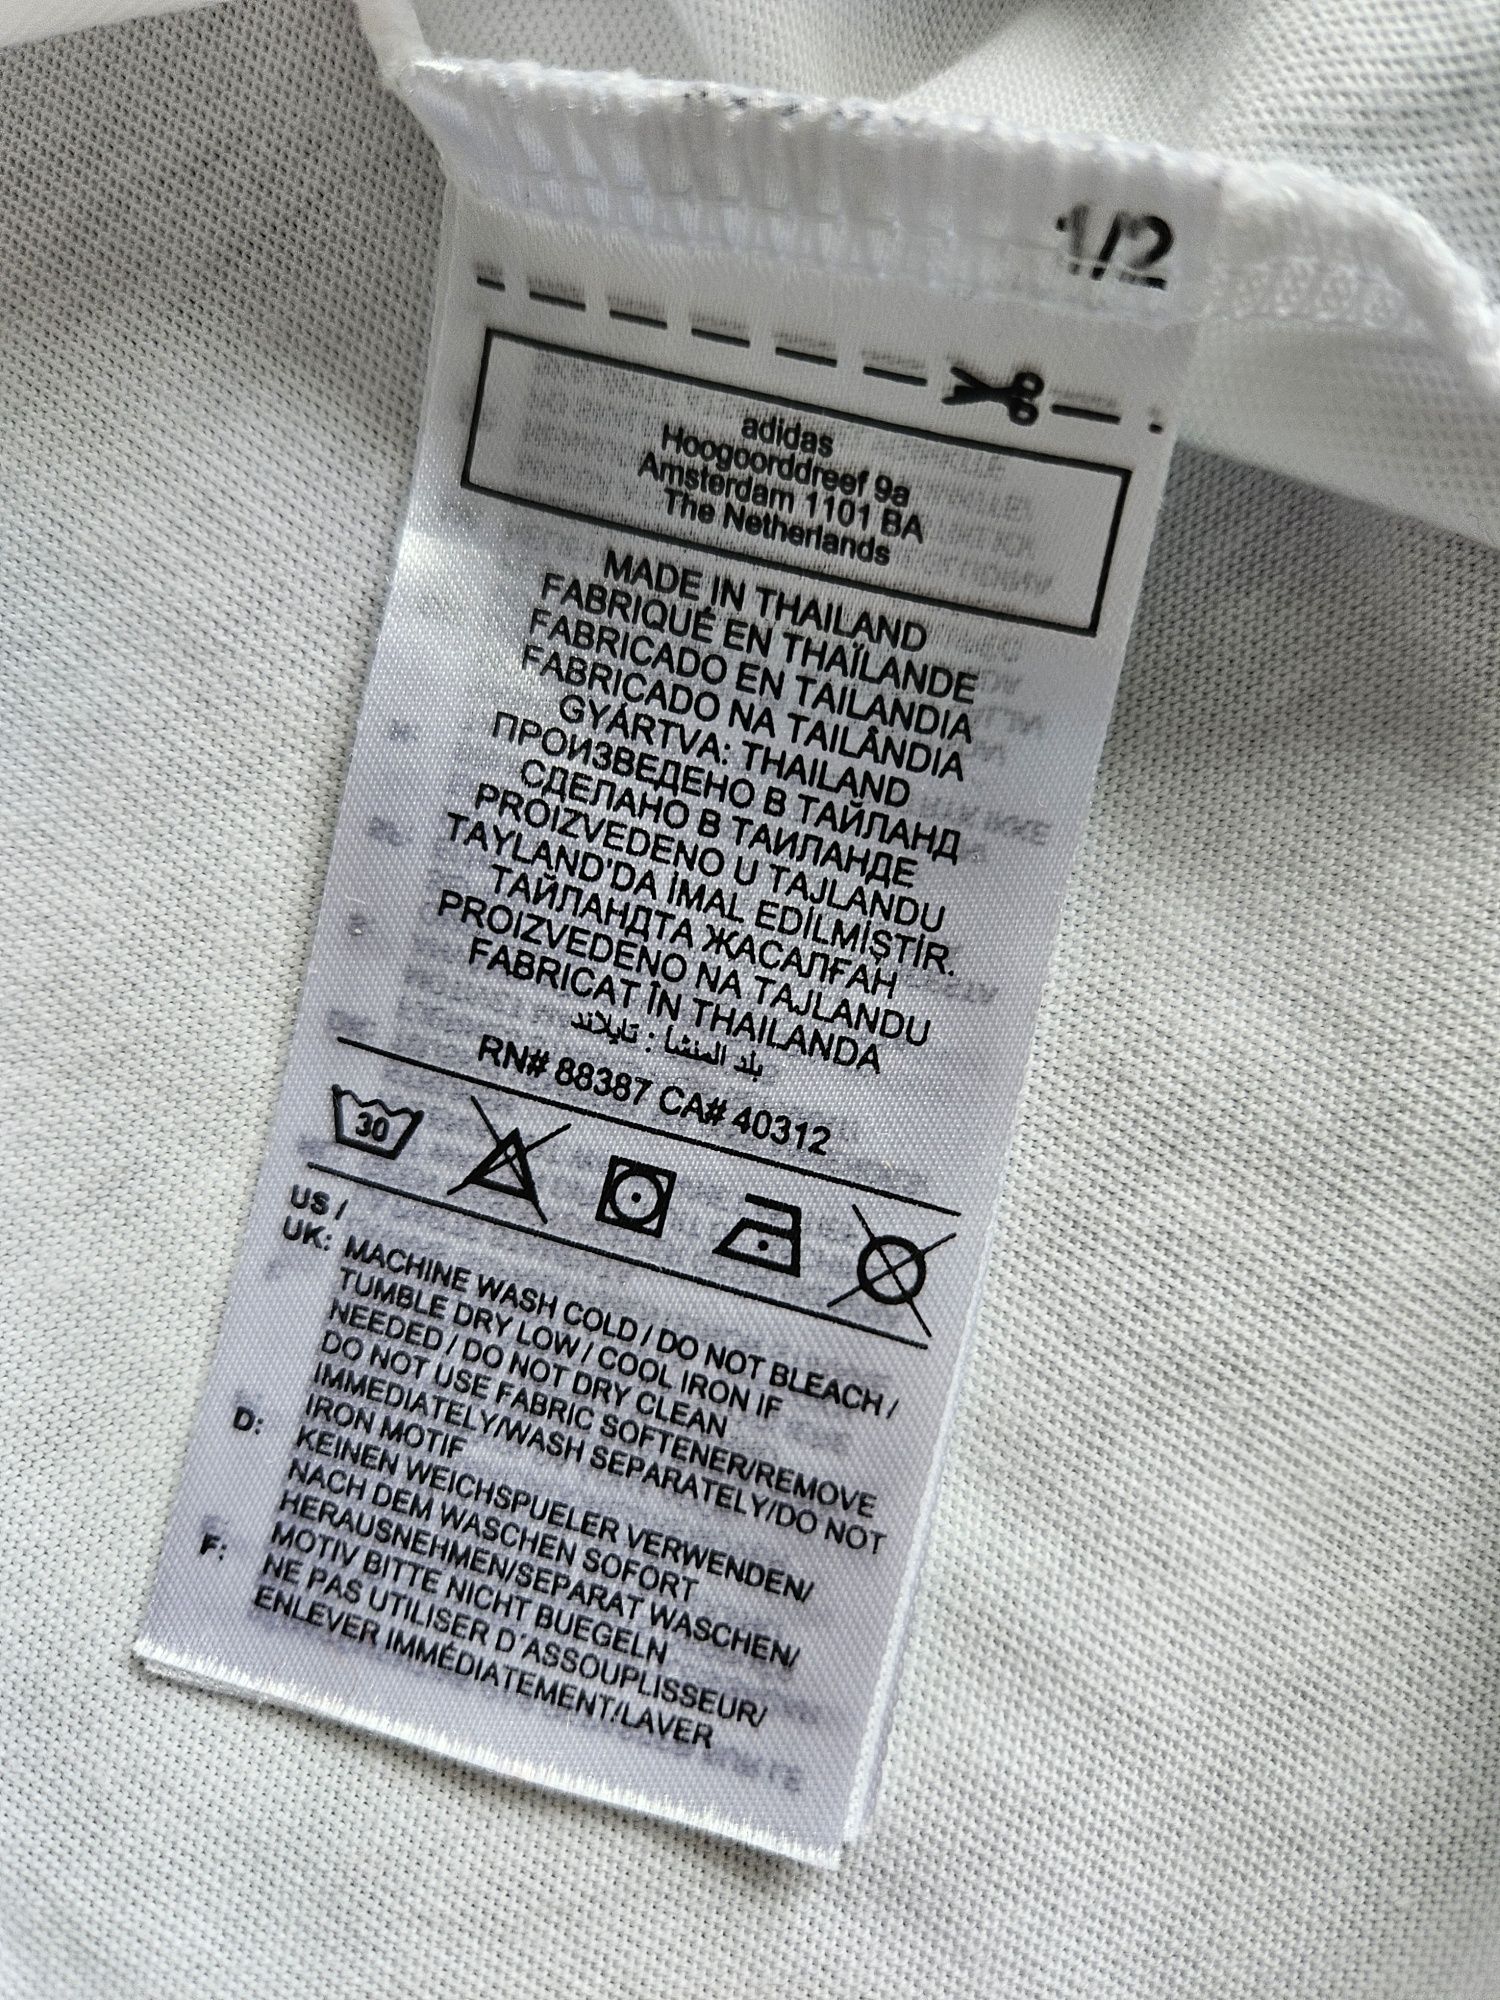 1/2
adidas
Hoogoorddreef 9a
Amsterdam 1101 BA
The Netherlands
MADE IN THAILAND
FABRIQUÉ EN THAÏLANDE
FABRICADO EN TAILANDIA
FABRICADO NA TAILÂNDIA
GYÁRTVA: THAILAND
ПРОИЗВЕДЕНО В ТАЙЛАНД
СДЕЛАНО В ТАИЛАНДЕ
PROIZVEDENO U TAJLANDU
TAYLAND'DA İMAL EDİLMİŞTİR.
ТАЙЛАНДТА ЖАСАЛҒАН
PROIZVEDENO NA TAJLANDU
FABRICAT ÎN THAILANDA
بلد المنشا : تايلاند
RN# 88387 CA# 40312
30
US /
UK: MACHINE WASH COLD / DO NOT BLEACH /
TUMBLE DRY LOW / COOL IRON IF
NEEDED / DO NOT DRY CLEAN
DO NOT USE FABRIC SOFTENER/REMOVE
IMMEDIATELY/WASH SEPARATELY/DO NOT
IRON MOTIF
D: KEINEN WEICHSPUELER VERWENDEN/
NACH DEM WASCHEN SOFORT
HERAUSNEHMEN/SEPARAT WASCHEN/
MOTIV BITTE NICHT BUEGELN
F: NE PAS UTILISER D'ASSOUPLISSEUR/
ENLEVER IMMÉDIATEMENT/LAVER